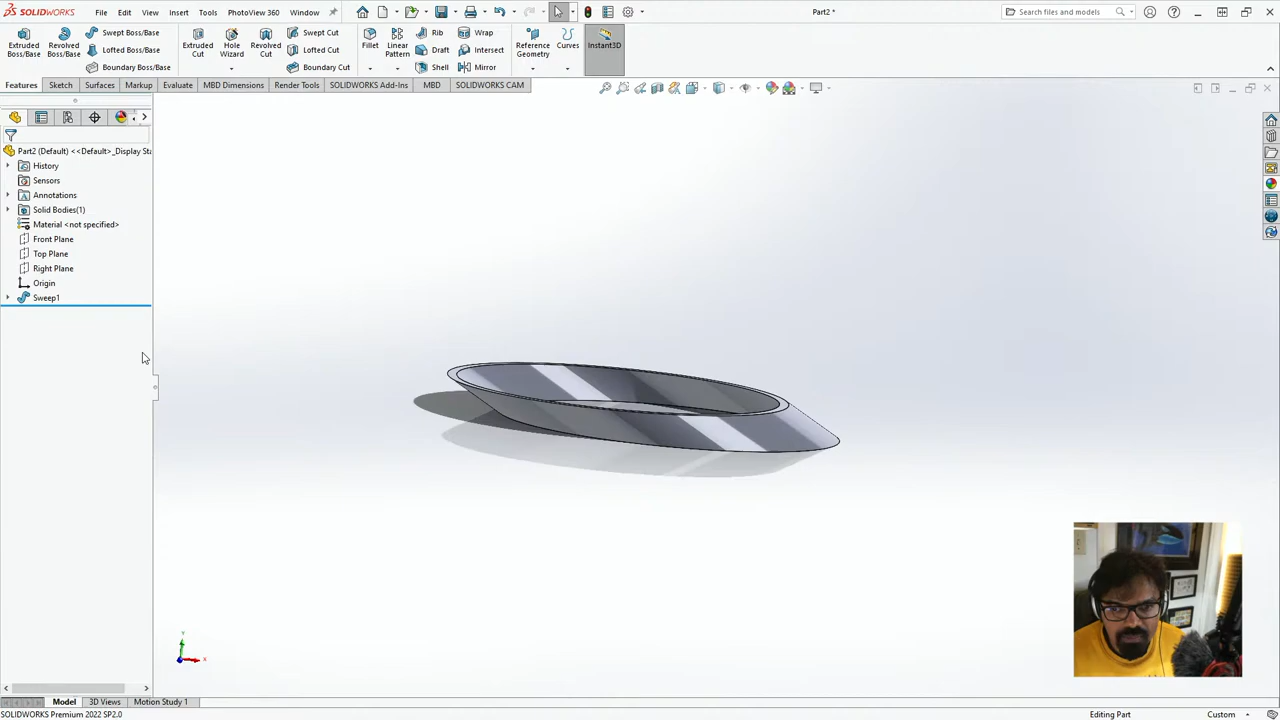 SOLIDWORKS File Edit View Insert Tools PhotoView 360 Window Part2 * Search files and models
Extruded Boss/Base
Revolved Boss/Base
Swept Boss/Base
Lofted Boss/Base
Boundary Boss/Base
Extruded Cut
Hole Wizard
Revolved Cut
Swept Cut
Lofted Cut
Boundary Cut
Fillet
Linear Pattern
Rib
Draft
Shell
Wrap
Intersect
Mirror
Reference Geometry
Curves
Instant3D
Features Sketch Surfaces Markup Evaluate MBD Dimensions Render Tools SOLIDWORKS Add-Ins MBD SOLIDWORKS CAM
Part2 (Default) <<Default>_Display Sta
History
Sensors
Annotations
Solid Bodies(1)
Material <not specified>
Front Plane
Top Plane
Right Plane
Origin
Sweep1
Y
X
Model 3D Views Motion Study 1
SOLIDWORKS Premium 2022 SP2.0 Editing Part Custom